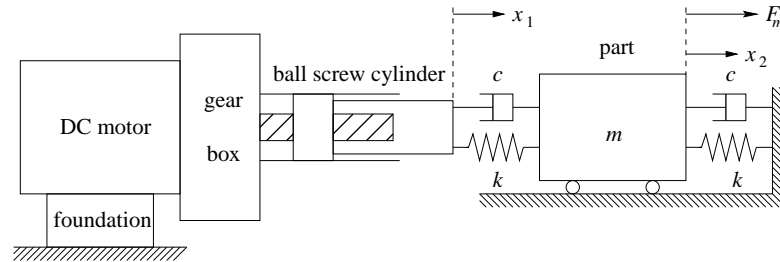 x₁
Fₘ
x₂
part
ball screw cylinder
c
c
gear
DC motor
m
box
k
k
foundation